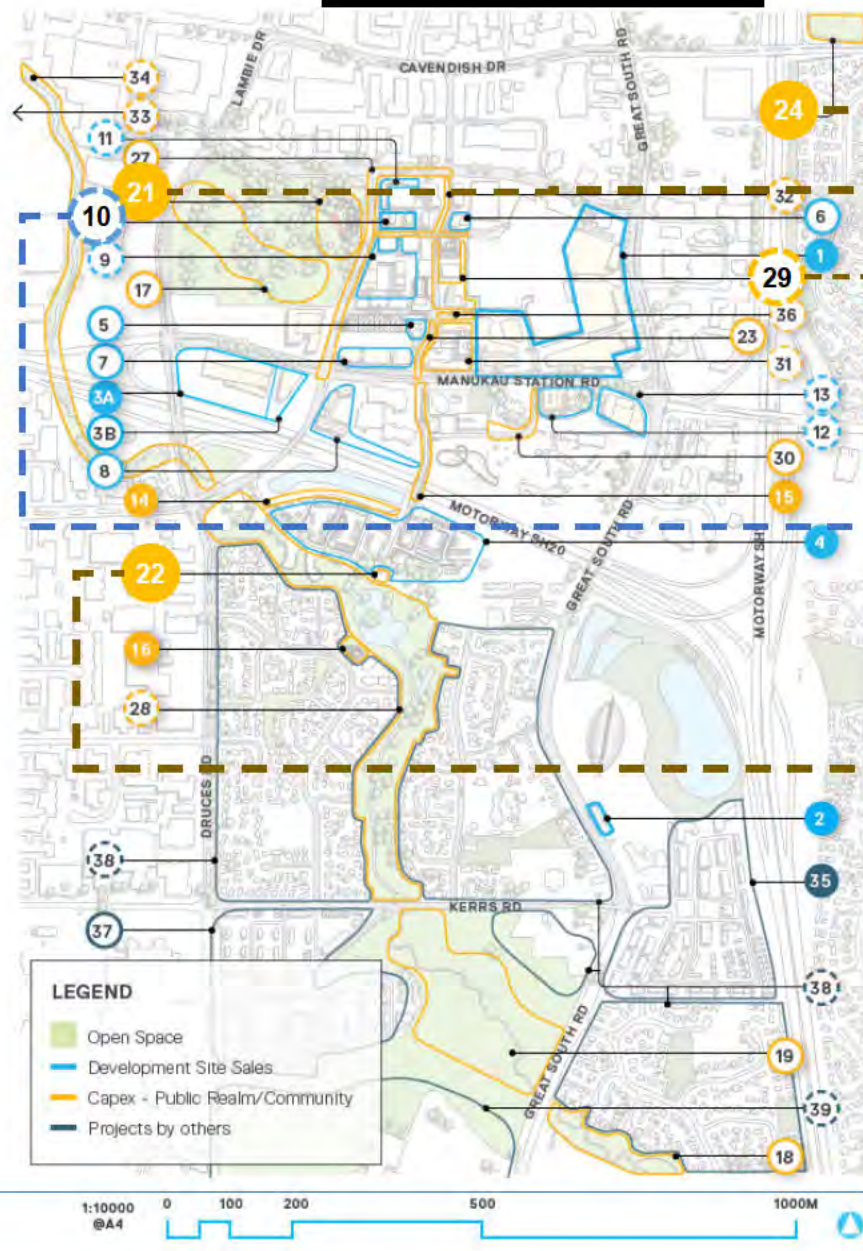 LAMBIE DR
CAVENDISH DR
GREAT SOUTH RD
34
33
11
27
24
21
10
32
6
9
1
29
17
36
5
23
7
31
MANUKAU STATION RD
3A
13
3B
12
8
30
14
15
MOTORWAY SH20
4
GREAT SOUTH RD
MOTORWAY SH
22
16
28
DRUCES RD
2
38
35
KERRS RD
37
38
LEGEND
Open Space
Development Site Sales
Capex - Public Realm/Community
Projects by others
GREAT SOUTH RD
19
39
18
1:10000
@A4
0 100 200 500 1000M